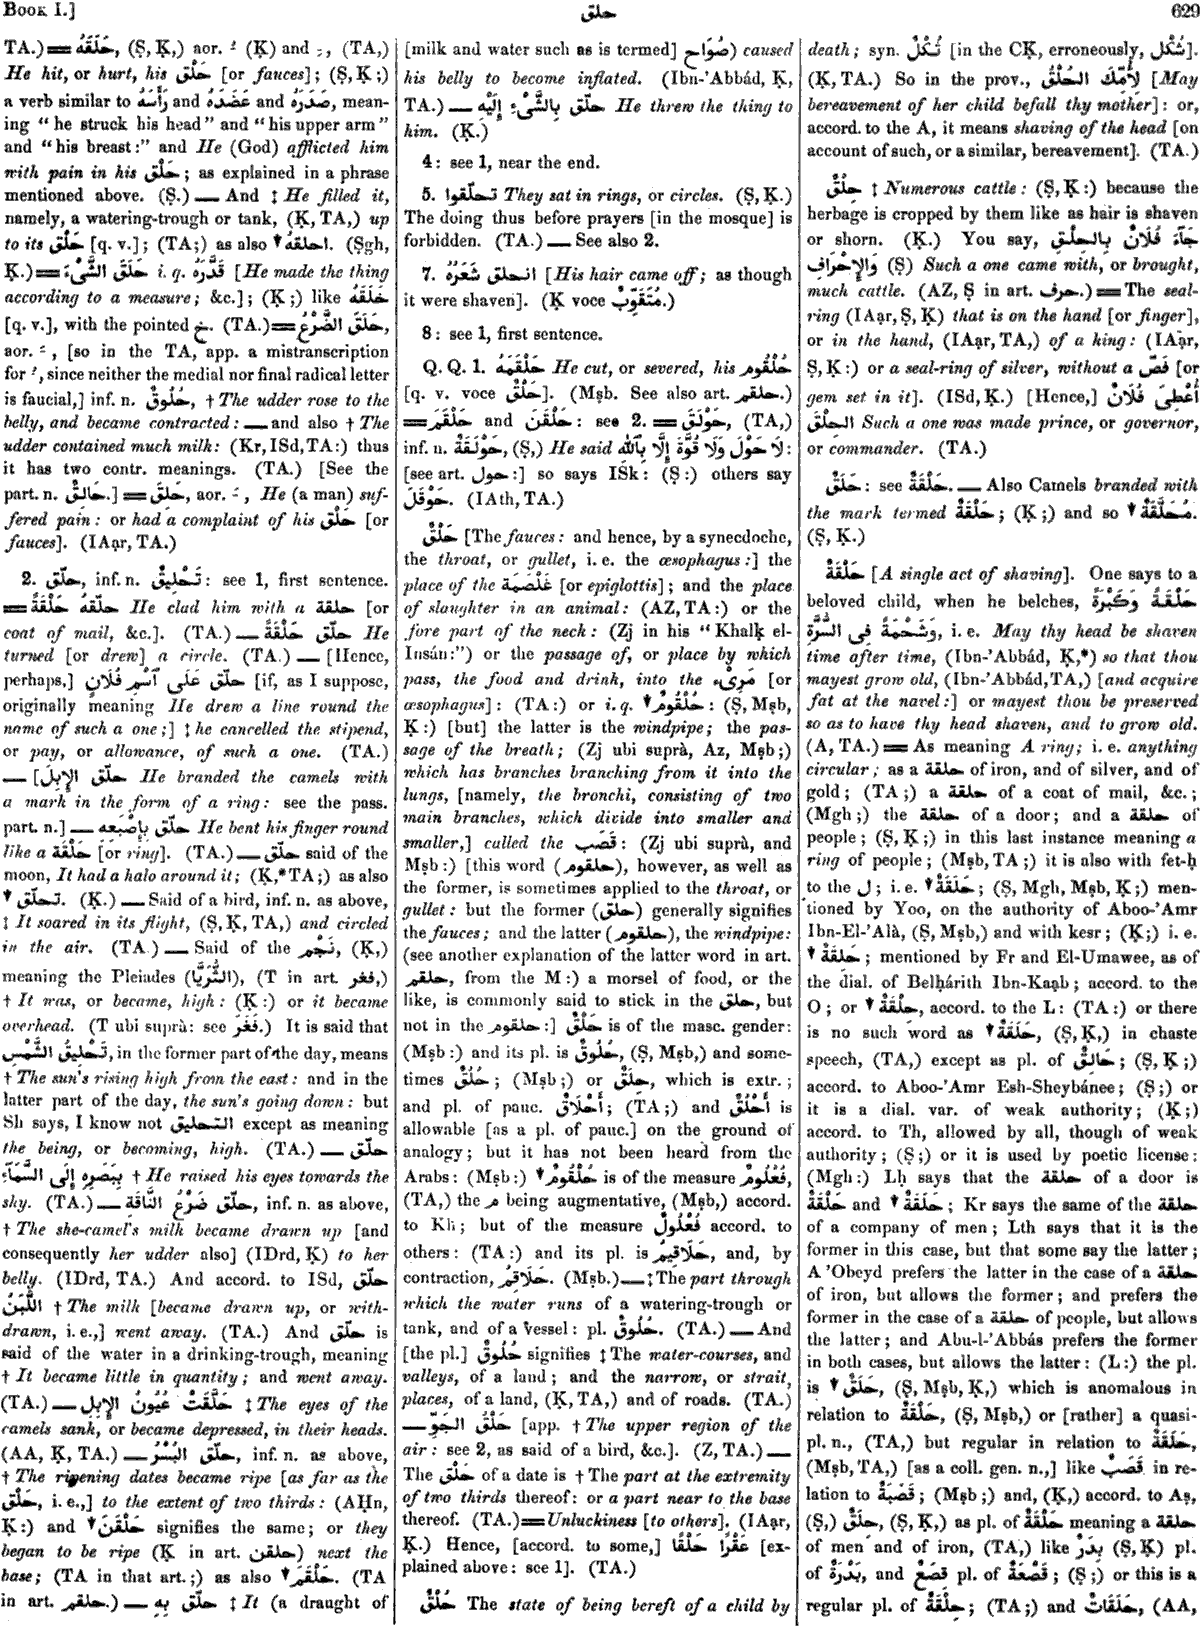 BOOK I.]
حلق
629
TA.) ═ حَلَقَهُ, (Ṣ, Ḳ,) aor. ـُ (Ḳ) and ـِ, (TA,)
He hit, or hurt, his حَلْق [or fauces]; (Ṣ, Ḳ;)
a verb similar to رَأَسَهُ and عَضَدَهُ and صَدَرَهُ, mean-
ing “he struck his head” and “his upper arm”
and “his breast:” and He (God) afflicted him
with pain in his حَلْق; as explained in a phrase
mentioned above. (Ṣ.) — And ‡ He filled it,
namely, a watering-trough or tank, (Ḳ, TA,) up
to its حَلْق [q. v.]; (TA;) as also ▼ احلقهُ. (Ṣgh,
Ḳ.) ═ حَلَقَ الشَّىْءَ i. q. قَدَّرَهُ [He made the thing
according to a measure; &c.]; (Ḳ;) like خَلَقَهُ
[q. v.], with the pointed خ. (TA.) ═ حَلَقَ الضَّرْعُ,
aor. ـَ, [so in the TA, app. a mistranscription
for ـُ, since neither the medial nor final radical letter
is faucial,] inf. n. حُلُوقٌ, † The udder rose to the
belly, and became contracted: — and also † The
udder contained much milk: (Kr, ISd, TA:) thus
it has two contr. meanings. (TA.) [See the
part. n. حَالِقٌ.] ═ حَلِقَ, aor. ـَ, He (a man) suf-
fered pain: or had a complaint of his حَلْق [or
fauces]. (IAạr, TA.)
2. حلّق, inf. n. تَحْلِيقٌ: see 1, first sentence.
═ حلّقهُ حَلْقَةً He clad him with a حلقة [or
coat of mail, &c.]. (TA.) — حلّق حَلْقَةً He
turned [or drew] a circle. (TA.) — [Hence,
perhaps,] حلّق عَلَى ٱسْمِ فُلَانٍ [if, as I suppose,
originally meaning He drew a line round the
name of such a one;] ‡ he cancelled the stipend,
or pay, or allowance, of such a one. (TA.)
— [حلّق الإِبِلَ He branded the camels with
a mark in the form of a ring: see the pass.
part. n.] — حلّق بِإِصْبَعِهِ He bent his finger round
like a حَلْقَة [or ring]. (TA.) — حلّق said of the
moon, It had a halo around it; (Ḳ,* TA;) as also
▼ تحلّق. (Ḳ.) — Said of a bird, inf. n. as above,
‡ It soared in its flight, (Ṣ, Ḳ, TA,) and circled
in the air. (TA.) — Said of the نَجْم, (Ḳ,)
meaning the Pleiades (الثُّرَيَّا), (T in art. فغر,)
† It was, or became, high: (Ḳ:) or it became
overhead. (T ubi suprà: see فَغَرَ.) It is said that
تَحْلِيقُ الشَّمْسِ, in the former part of the day, means
† The sun's rising high from the east: and in the
latter part of the day, the sun's going down: but
Sh says, I know not التحليق except as meaning
the being, or becoming, high. (TA.) — حلّق
بِبَصَرِهِ إِلَى السَّمَآءِ † He raised his eyes towards the
sky. (TA.) — حلّق ضَرْعُ النَّاقَةِ, inf. n. as above,
† The she-camel's milk became drawn up [and
consequently her udder also] (IDrd, Ḳ) to her
belly. (IDrd, TA.) And accord. to ISd, حلّق
اللَّبَنُ † The milk [became drawn up, or with-
drawn, i. e.,] went away. (TA.) And حلّق is
said of the water in a drinking-trough, meaning
† It became little in quantity; and went away.
(TA.) — حَلَّقَتْ عُيُونُ الإِبِلِ ‡ The eyes of the
camels sank, or became depressed, in their heads.
(AA, Ḳ, TA.) — حلّق البُسْرُ, inf. n. as above,
† The ripening dates became ripe [as far as the
حَلْق, i. e.,] to the extent of two thirds: (AḤn,
Ḳ:) and ▼ حَلْقَنَ signifies the same; or they
began to be ripe (Ḳ in art. حلقن) next the
base; (TA in that art.;) as also ▼ حَلْقَمَ. (TA
in art. حلقم.) — حلّق بِهِ ‡ It (a draught of
[milk and water such as is termed] ضُوَاح) caused
his belly to become inflated. (Ibn-'Abbád, Ḳ,
TA.) — حلّق بِالشَّىْءِ إِلَيْهِ He threw the thing to
him. (Ḳ.)
4: see 1, near the end.
5. تحلّقوا They sat in rings, or circles. (Ṣ, Ḳ.)
The doing thus before prayers [in the mosque] is
forbidden. (TA.) — See also 2.
7. انحلق شَعَرُهُ [His hair came off; as though
it were shaven]. (Ḳ voce مُتَقَوِّبٌ.)
8: see 1, first sentence.
Q. Q. 1. حَلْقَمَهُ He cut, or severed, his حُلْقُوم
[q. v. voce حَلْقٌ]. (Mṣb. See also art. حلقم.)
═ حَلْقَمَ and حَلْقَنَ: see 2. ═ حَوْلَقَ, (TA,)
inf. n. حَوْلَقَةٌ, (Ṣ,) He said لَا حَوْلَ وَلَا قُوَّةَ إِلَّا بِٱللّٰهِ:
[see art. حول:] so says ISk: (Ṣ:) others say
حَوْقَلَ. (IAth, TA.)
حَلْقٌ [The fauces: and hence, by a synecdoche,
the throat, or gullet, i. e. the œsophagus:] the
place of the غَلْصَمَة [or epiglottis]; and the place
of slaughter in an animal: (AZ, TA:) or the
fore part of the neck: (Zj in his “Khalḳ el-
Insán:”) or the passage of, or place by which
pass, the food and drink, into the مَرِىْء [or
œsophagus]: (TA:) or i. q. ▼ حُلْقُومٌ: (Ṣ, Mṣb,
Ḳ:) [but] the latter is the windpipe; the pas-
sage of the breath; (Zj ubi suprà, Az, Mṣb;)
which has branches branching from it into the
lungs, [namely, the bronchi, consisting of two
main branches, which divide into smaller and
smaller,] called the قَصَب: (Zj ubi suprà, and
Mṣb:) [this word (حلقوم), however, as well as
the former, is sometimes applied to the throat, or
gullet: but the former (حلق) generally signifies
the fauces; and the latter (حلقوم), the windpipe:
(see another explanation of the latter word in art.
حلقم, from the M:) a morsel of food, or the
like, is commonly said to stick in the حلق, but
not in the حلقوم:] حَلْقٌ is of the masc. gender:
(Mṣb:) and its pl. is حُلُوقٌ, (Ṣ, Mṣb,) and some-
times حُلُقٌ; (Mṣb;) or حَلَقٌ, which is extr.;
and pl. of pauc. أَحْلَاقٌ; (TA;) and أَحْلُقٌ is
allowable [as a pl. of pauc.] on the ground of
analogy; but it has not been heard from the
Arabs: (Mṣb:) ▼ حُلْقُومٌ is of the measure فُعْلُومٌ,
(TA,) the م being augmentative, (Mṣb,) accord.
to Kh; but of the measure فُعْلُولٌ accord. to
others: (TA:) and its pl. is حَلَاقِيمُ, and, by
contraction, حَلَاقِمُ. (Mṣb.) — ‡ The part through
which the water runs of a watering-trough or
tank, and of a vessel: pl. حُلُوقٌ. (TA.) — And
[the pl.] حُلُوقٌ signifies ‡ The water-courses, and
valleys, of a land; and the narrow, or strait,
places, of a land, (Ḳ, TA,) and of roads. (TA.)
— حَلْقُ الجَوِّ [app. † The upper region of the
air: see 2, as said of a bird, &c.]. (Z, TA.) —
The حَلْق of a date is † The part at the extremity
of two thirds thereof: or a part near to the base
thereof. (TA.) ═ Unluckiness [to others]. (IAạr,
Ḳ.) Hence, [accord. to some,] عَقْرًا حَلْقًا [ex-
plained above: see 1]. (TA.)
حُلْقٌ The state of being bereft of a child by
death; syn. ثُكْلٌ [in the CḲ, erroneously, شُكْل].
(Ḳ, TA.) So in the prov., لِأُمِّكَ الحُلْقُ [May
bereavement of her child befall thy mother]: or,
accord. to the A, it means shaving of the head [on
account of such, or a similar, bereavement]. (TA.)
حِلْقٌ ‡ Numerous cattle: (Ṣ, Ḳ:) because the
herbage is cropped by them like as hair is shaven
or shorn. (Ḳ.) You say, جَآءَ فُلَانٌ بِالحِلْقِ
وَالإِحْرَافِ (Ṣ) Such a one came with, or brought,
much cattle. (AZ, Ṣ in art. حرف.) ═ The seal-
ring (IAạr, Ṣ, Ḳ) that is on the hand [or finger],
or in the hand, (IAạr, TA,) of a king: (IAạr,
Ṣ, Ḳ:) or a seal-ring of silver, without a فَصّ [or
gem set in it]. (ISd, Ḳ.) [Hence,] أُعْطِىَ فُلَانٌ
الحِلْقَ Such a one was made prince, or governor,
or commander. (TA.)
حَلَقٌ: see حَلْقَةٌ. — Also Camels branded with
the mark termed حَلْقَةٌ; (Ḳ;) and so ▼ مُحَلَّقَةٌ.
(Ṣ, Ḳ.)
حَلْقَةٌ [A single act of shaving]. One says to a
beloved child, when he belches, حَلْقَةً وَكَبْرَةً
وَشَحْمَةً فِى السُّرَّةِ, i. e. May thy head be shaven
time after time, (Ibn-'Abbád, Ḳ,*) so that thou
mayest grow old, (Ibn-'Abbád, TA,) [and acquire
fat at the navel:] or mayest thou be preserved
so as to have thy head shaven, and to grow old.
(A, TA.) ═ As meaning A ring; i. e. anything
circular; as a حلقة of iron, and of silver, and of
gold; (TA;) a حلقة of a coat of mail, &c.;
(Mgh;) the حلقة of a door; and a حلقة of
people; (Ṣ, Ḳ;) in this last instance meaning a
ring of people; (Mṣb, TA;) it is also with fet-ḥ
to the ل; i. e. ▼ حَلَقَةٌ; (Ṣ, Mgh, Mṣb, Ḳ;) men-
tioned by Yoo, on the authority of Aboo-'Amr
Ibn-El-'Alà, (Ṣ, Mṣb,) and with kesr; (Ḳ;) i. e.
▼ حَلِقَةٌ; mentioned by Fr and El-Umawee, as of
the dial. of Belḥárith Ibn-Kaạb; accord. to the
O; or ▼ حِلْقَةٌ, accord. to the L: (TA:) or there
is no such word as ▼ حَلَقَةٌ, (Ṣ, Ḳ,) in chaste
speech, (TA,) except as pl. of حَالِقٌ; (Ṣ, Ḳ;)
accord. to Aboo-'Amr Esh-Sheybánee; (Ṣ;) or
it is a dial. var. of weak authority; (Ḳ;)
accord. to Th, allowed by all, though of weak
authority; (Ṣ;) or it is used by poetic license:
(Mgh:) Lḥ says that the حلقة of a door is
حَلْقَةٌ and ▼ حَلَقَةٌ; Kr says the same of the حلقة
of a company of men; Lth says that it is the
former in this case, but that some say the latter;
A 'Obeyd prefers the latter in the case of a حلقة
of iron, but allows the former; and prefers the
former in the case of a حلقة of people, but allows
the latter; and Abu-l-'Abbás prefers the former
in both cases, but allows the latter: (L:) the pl.
is ▼ حَلَقٌ, (Ṣ, Mṣb, Ḳ,) which is anomalous in
relation to حَلْقَةٌ, (Ṣ, Mṣb,) or [rather] a quasi-
pl. n., (TA,) but regular in relation to حَلَقَةٌ,
(Mṣb, TA,) [as a coll. gen. n.,] like قَصَبٌ in re-
lation to قَصَبَةٌ; (Mṣb;) and, (Ḳ,) accord. to Aṣ,
(Ṣ,) حِلَقٌ, (Ṣ, Ḳ,) as pl. of حَلْقَةٌ meaning a حلقة
of men and of iron, (TA,) like بِدَرٌ (Ṣ, Ḳ) pl.
of بَدْرَةٌ, and قِصَعٌ pl. of قَصْعَةٌ; (Ṣ;) or this is a
regular pl. of حِلْقَةٌ; (TA;) and حَلَقَاتٌ, (AA,